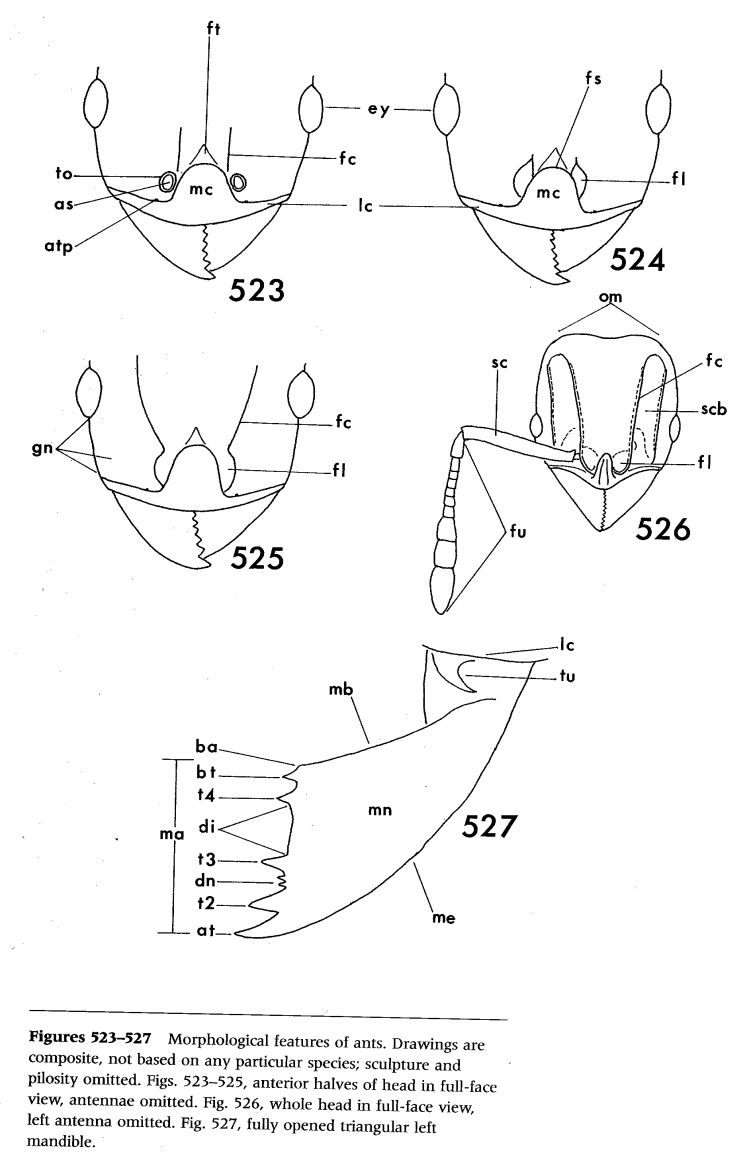 ft
fs
ey
to
fc
fl
as
mc
mc
lc
atp
523
524
om
sc
fc
scb
fc
gn
fl
fl
fu
525
526
lc
tu
mb
ba
bt
t4
mn
ma
di
527
t3
dn
t2
me
at
Figures 523–527 Morphological features of ants. Drawings are
composite, not based on any particular species; sculpture and
pilosity omitted. Figs. 523–525, anterior halves of head in full-face
view, antennae omitted. Fig. 526, whole head in full-face view,
left antenna omitted. Fig. 527, fully opened triangular left
mandible.